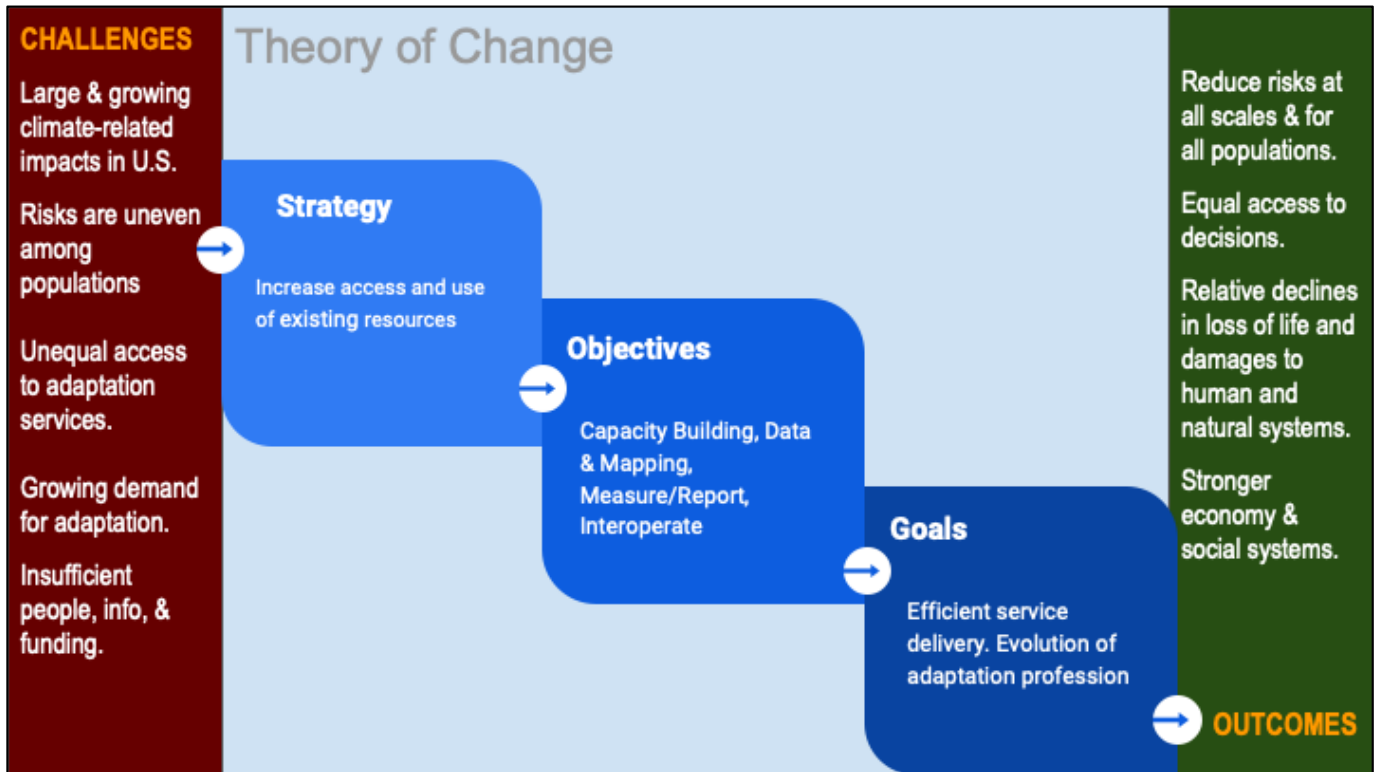 CHALLENGES
Large & growing
climate-related
impacts in U.S.
Risks are uneven
among
populations
Unequal access
to adaptation
services.
Growing demand
for adaptation.
Insufficient
people, info, &
funding.
Theory of Change
Strategy
Increase access and use
of existing resources
Objectives
Capacity Building, Data
& Mapping,
Measure/Report,
Interoperate
Goals
Efficient service
delivery. Evolution of
adaptation profession
Reduce risks at
all scales & for
all populations.
Equal access to
decisions.
Relative declines
in loss of life and
damages to
human and
natural systems.
Stronger
economy &
social systems.
OUTCOMES